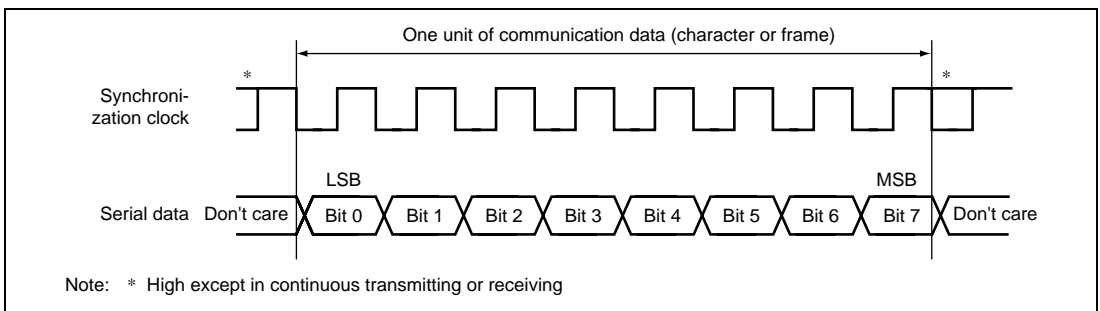 One unit of communication data (character or frame)
* *
Synchroni-
zation clock
LSB MSB
Serial data Don't care Bit 0 Bit 1 Bit 2 Bit 3 Bit 4 Bit 5 Bit 6 Bit 7 Don't care
Note: * High except in continuous transmitting or receiving